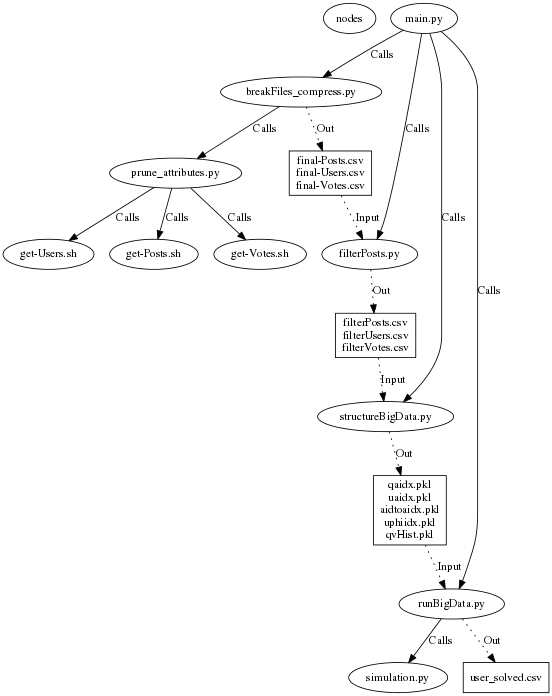 nodes
main.py
Calls
breakFiles_compress.py
Calls
Out
Calls
final-Posts.csv
final-Users.csv
final-Votes.csv
prune_attributes.py
Calls
Calls
Calls
Input
Calls
get-Users.sh
get-Posts.sh
get-Votes.sh
filterPosts.py
Out
Calls
filterPosts.csv
filterUsers.csv
filterVotes.csv
Input
structureBigData.py
Out
qaidx.pkl
uaidx.pkl
aidtoaidx.pkl
uphiidx.pkl
qvHist.pkl
Input
runBigData.py
Calls
Out
simulation.py
user_solved.csv